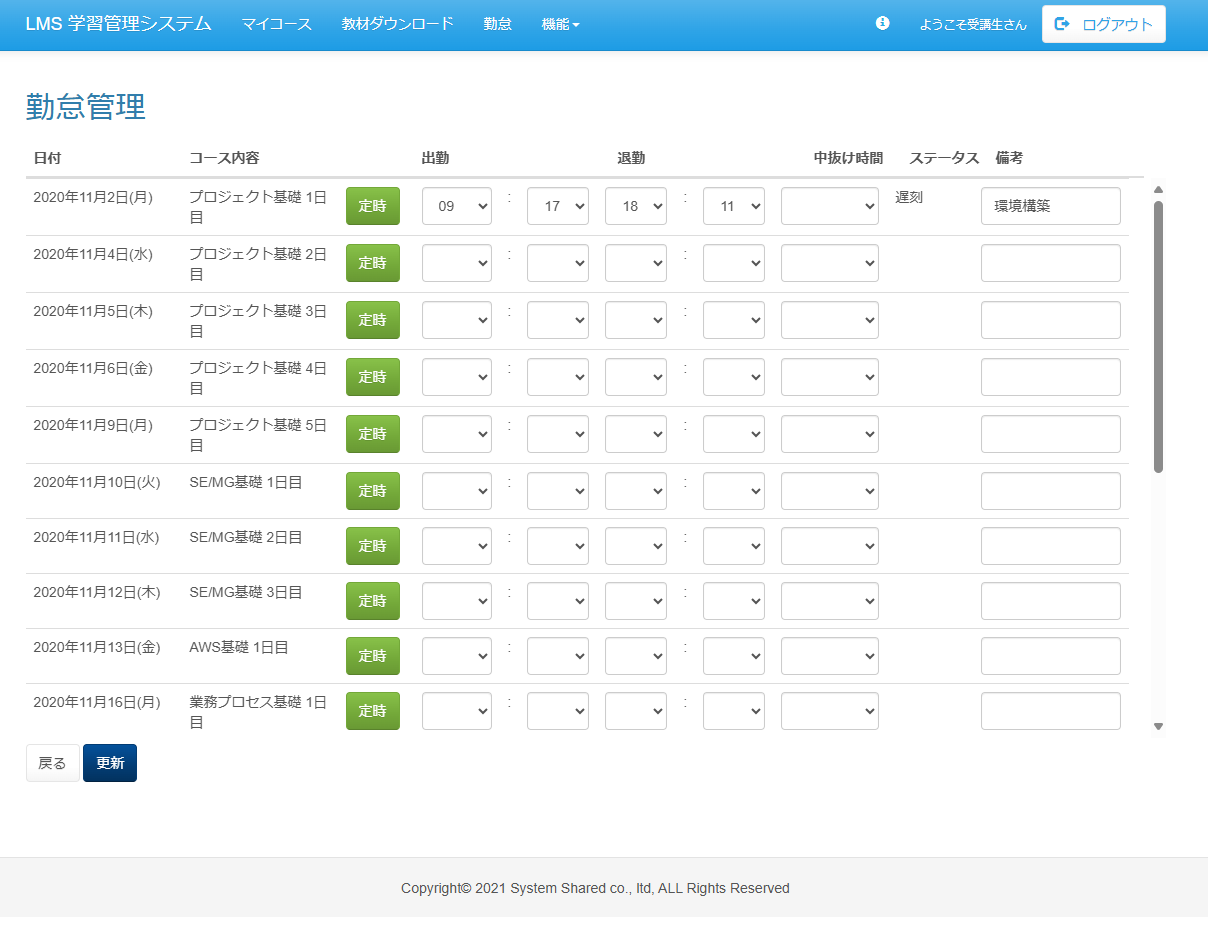 LMS 学習管理システム マイコース 教材ダウンロード 勤怠 機能 ようこそ受講生さん ログアウト
勤怠管理
日付 コース内容 出勤 退勤 中抜け時間 ステータス 備考
2020年11月2日(月) プロジェクト基礎 1日目 定時 09 : 17 18 : 11 遅刻 環境構築
2020年11月4日(水) プロジェクト基礎 2日目 定時 : :
2020年11月5日(木) プロジェクト基礎 3日目 定時 : :
2020年11月6日(金) プロジェクト基礎 4日目 定時 : :
2020年11月9日(月) プロジェクト基礎 5日目 定時 : :
2020年11月10日(火) SE/MG基礎 1日目 定時 : :
2020年11月11日(水) SE/MG基礎 2日目 定時 : :
2020年11月12日(木) SE/MG基礎 3日目 定時 : :
2020年11月13日(金) AWS基礎 1日目 定時 : :
2020年11月16日(月) 業務プロセス基礎 1日目 定時 : :
戻る 更新
Copyright© 2021 System Shared co., ltd, ALL Rights Reserved